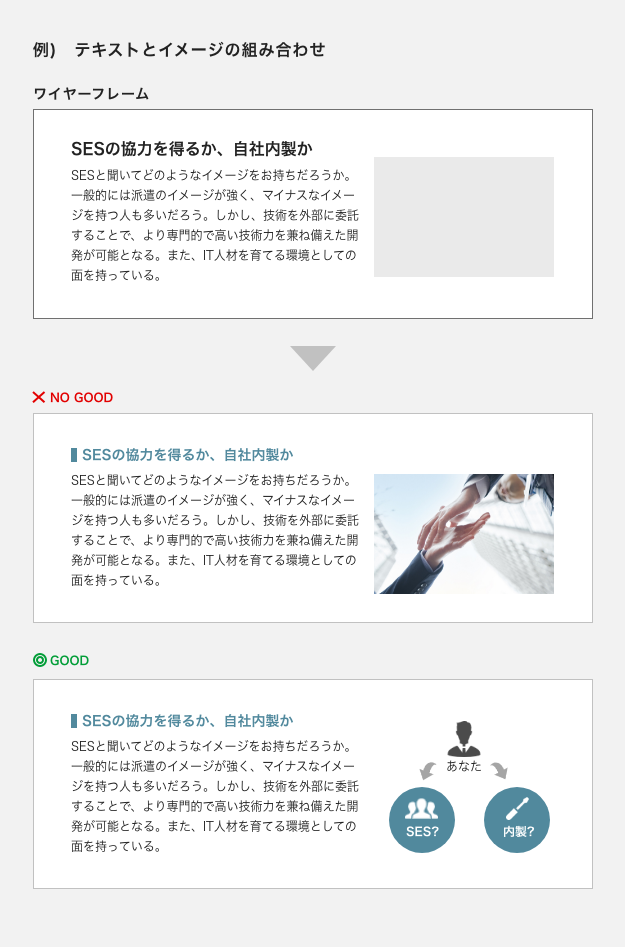 例)　テキストとイメージの組み合わせ
ワイヤーフレーム
SESの協力を得るか、自社内製か
SESと聞いてどのようなイメージをお持ちだろうか。
一般的には派遣のイメージが強く、マイナスなイメー
ジを持つ人も多いだろう。しかし、技術を外部に委託
することで、より専門的で高い技術力を兼ね備えた開
発が可能となる。また、IT人材を育てる環境としての
面を持っている。
NO GOOD
SESの協力を得るか、自社内製か
SESと聞いてどのようなイメージをお持ちだろうか。
一般的には派遣のイメージが強く、マイナスなイメー
ジを持つ人も多いだろう。しかし、技術を外部に委託
することで、より専門的で高い技術力を兼ね備えた開
発が可能となる。また、IT人材を育てる環境としての
面を持っている。
GOOD
SESの協力を得るか、自社内製か
SESと聞いてどのようなイメージをお持ちだろうか。
一般的には派遣のイメージが強く、マイナスなイメー
ジを持つ人も多いだろう。しかし、技術を外部に委託
することで、より専門的で高い技術力を兼ね備えた開
発が可能となる。また、IT人材を育てる環境としての
面を持っている。
あなた
SES?
内製?